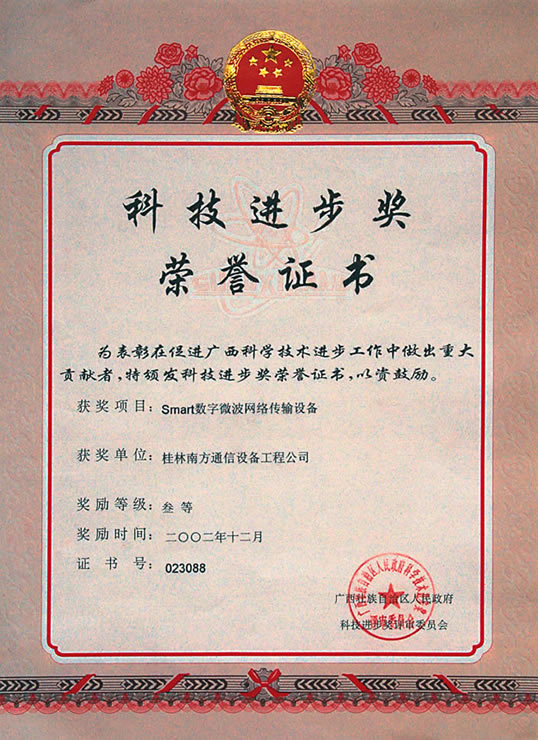 科技进步奖
荣誉证书
为表彰在促进广西科学技术进步工作中做出重大
贡献者，特颁发科技进步奖荣誉证书，以资鼓励。
获奖项目：Smart数字微波网络传输设备
获奖单位：桂林南方通信设备工程公司
奖励等级：叁等
奖励时间：二〇〇二年十二月
证书号：023088
广西壮族自治区人民政府
科技进步奖评审委员会